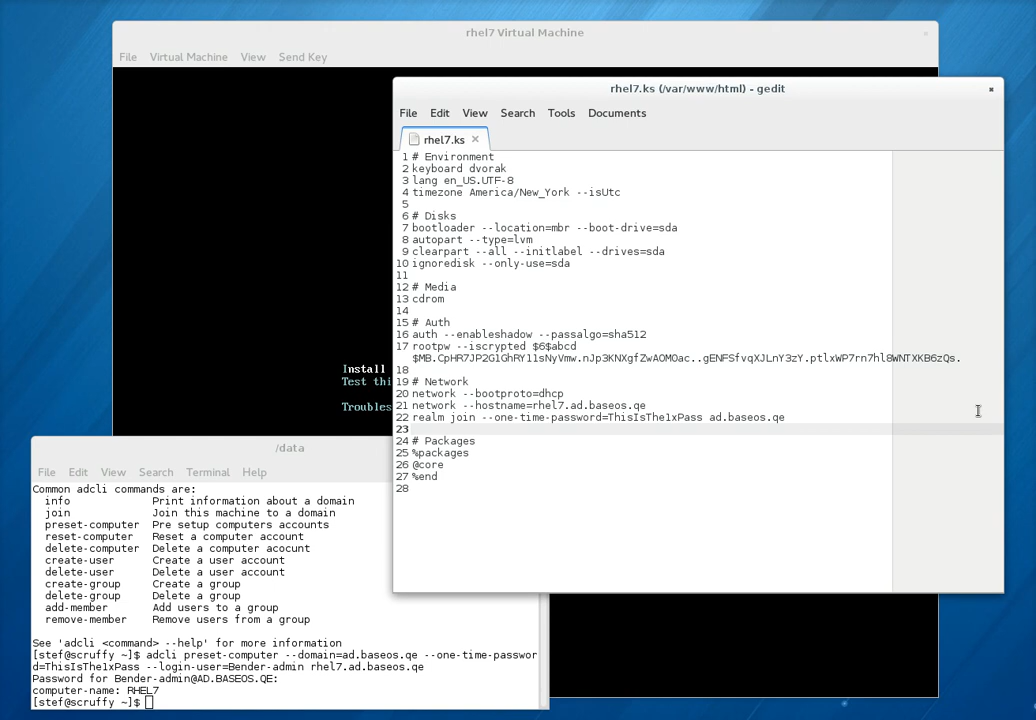 rhel7 Virtual Machine
File Virtual Machine View Send Key
rhel7.ks (/var/www/html) - gedit
File Edit View Search Tools Documents
rhel7.ks
1 # Environment
2 keyboard dvorak
3 lang en_US.UTF-8
4 timezone America/New_York --isUtc
5
6 # Disks
7 bootloader --location=mbr --boot-drive=sda
8 autopart --type=lvm
9 clearpart --all --initlabel --drives=sda
10 ignoredisk --only-use=sda
11
12 # Media
13 cdrom
14
15 # Auth
16 auth --enableshadow --passalgo=sha512
17 rootpw --iscrypted $6$abcd
$MB.CpHR7JP2G1GhRY11sNyVmw.nJp3KNXgfZwAOMOac..gENFSfvqXJLnY3zY.ptlxWP7rn7hl8WNTXKB6zQs.
18
19 # Network
20 network --bootproto=dhcp
21 network --hostname=rhel7.ad.baseos.qe
22 realm join --one-time-password=ThisIsThe1xPass ad.baseos.qe
23
24 # Packages
25 %packages
26 @core
27 %end
28
Install
Test thi
Troubles
/data
File Edit View Search Terminal Help
Common adcli commands are:
info Print information about a domain
join Join this machine to a domain
preset-computer Pre setup computers accounts
reset-computer Reset a computer account
delete-computer Delete a computer acocunt
create-user Create a user account
delete-user Delete a user account
create-group Create a group
delete-group Delete a group
add-member Add users to a group
remove-member Remove users from a group
See 'adcli <command> --help' for more information
[stef@scruffy ~]$ adcli preset-computer --domain=ad.baseos.qe --one-time-passwor
d=ThisIsThe1xPass --login-user=Bender-admin rhel7.ad.baseos.qe
Password for Bender-admin@AD.BASEOS.QE:
computer-name: RHEL7
[stef@scruffy ~]$